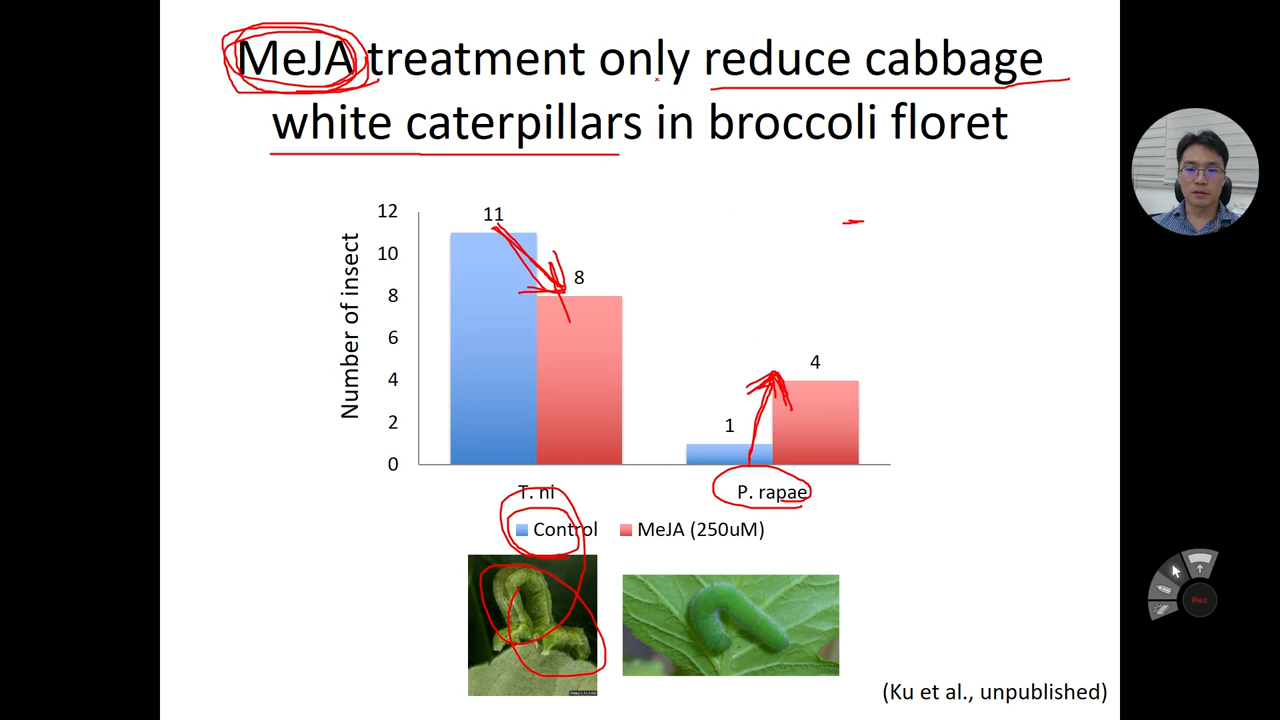 MeJA treatment only reduce cabbage
white caterpillars in broccoli floret
12
10
8
6
4
2
0
Number of insect
11
8
1
4
T. ni
P. rapae
Control
MeJA (250uM)
(Ku et al., unpublished)
Rec